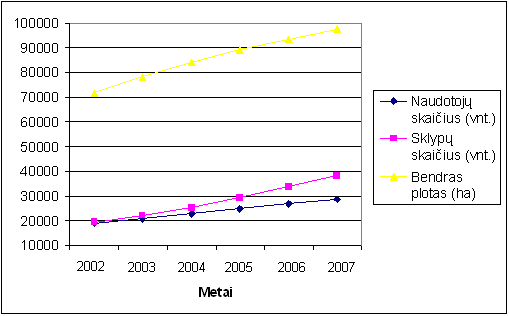 100000
90000
80000
70000
60000
50000
40000
30000
20000
10000
2002 2003 2004 2005 2006 2007
Metai
Naudotojų
skaičius (vnt.)
Sklypų
skaičius (vnt.)
Bendras
plotas (ha)